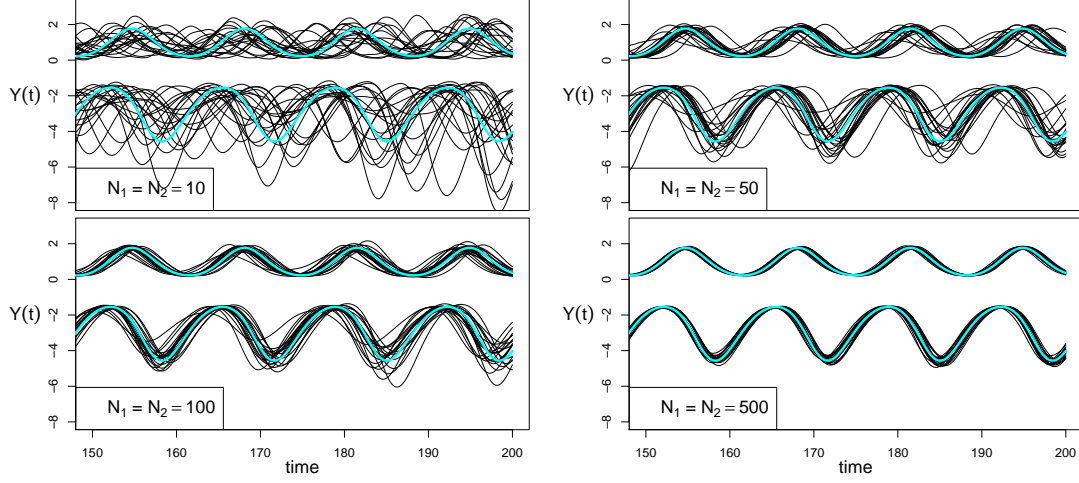 2
0
Y(t)
-2
-4
-6
-8
N₁ = N₂ = 10
2
0
Y(t)
-2
-4
-6
-8
N₁ = N₂ = 50
2
0
Y(t)
-2
-4
-6
-8
N₁ = N₂ = 100
150 160 170 180 190 200
time
2
0
Y(t)
-2
-4
-6
-8
N₁ = N₂ = 500
150 160 170 180 190 200
time